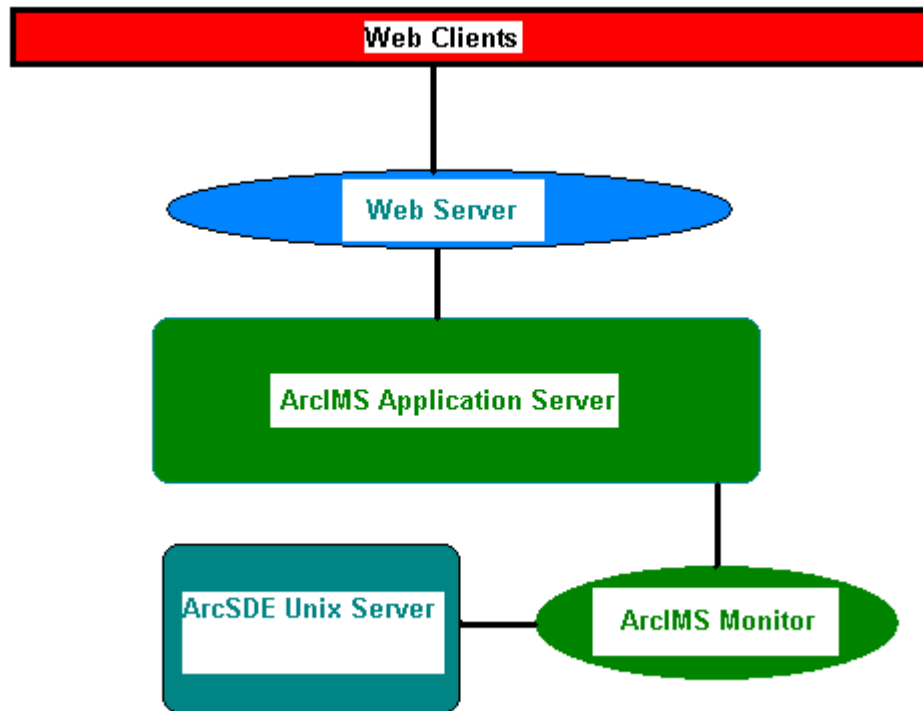 Web Clients
Web Server
ArcIMS Application Server
ArcSDE Unix Server
ArcIMS Monitor